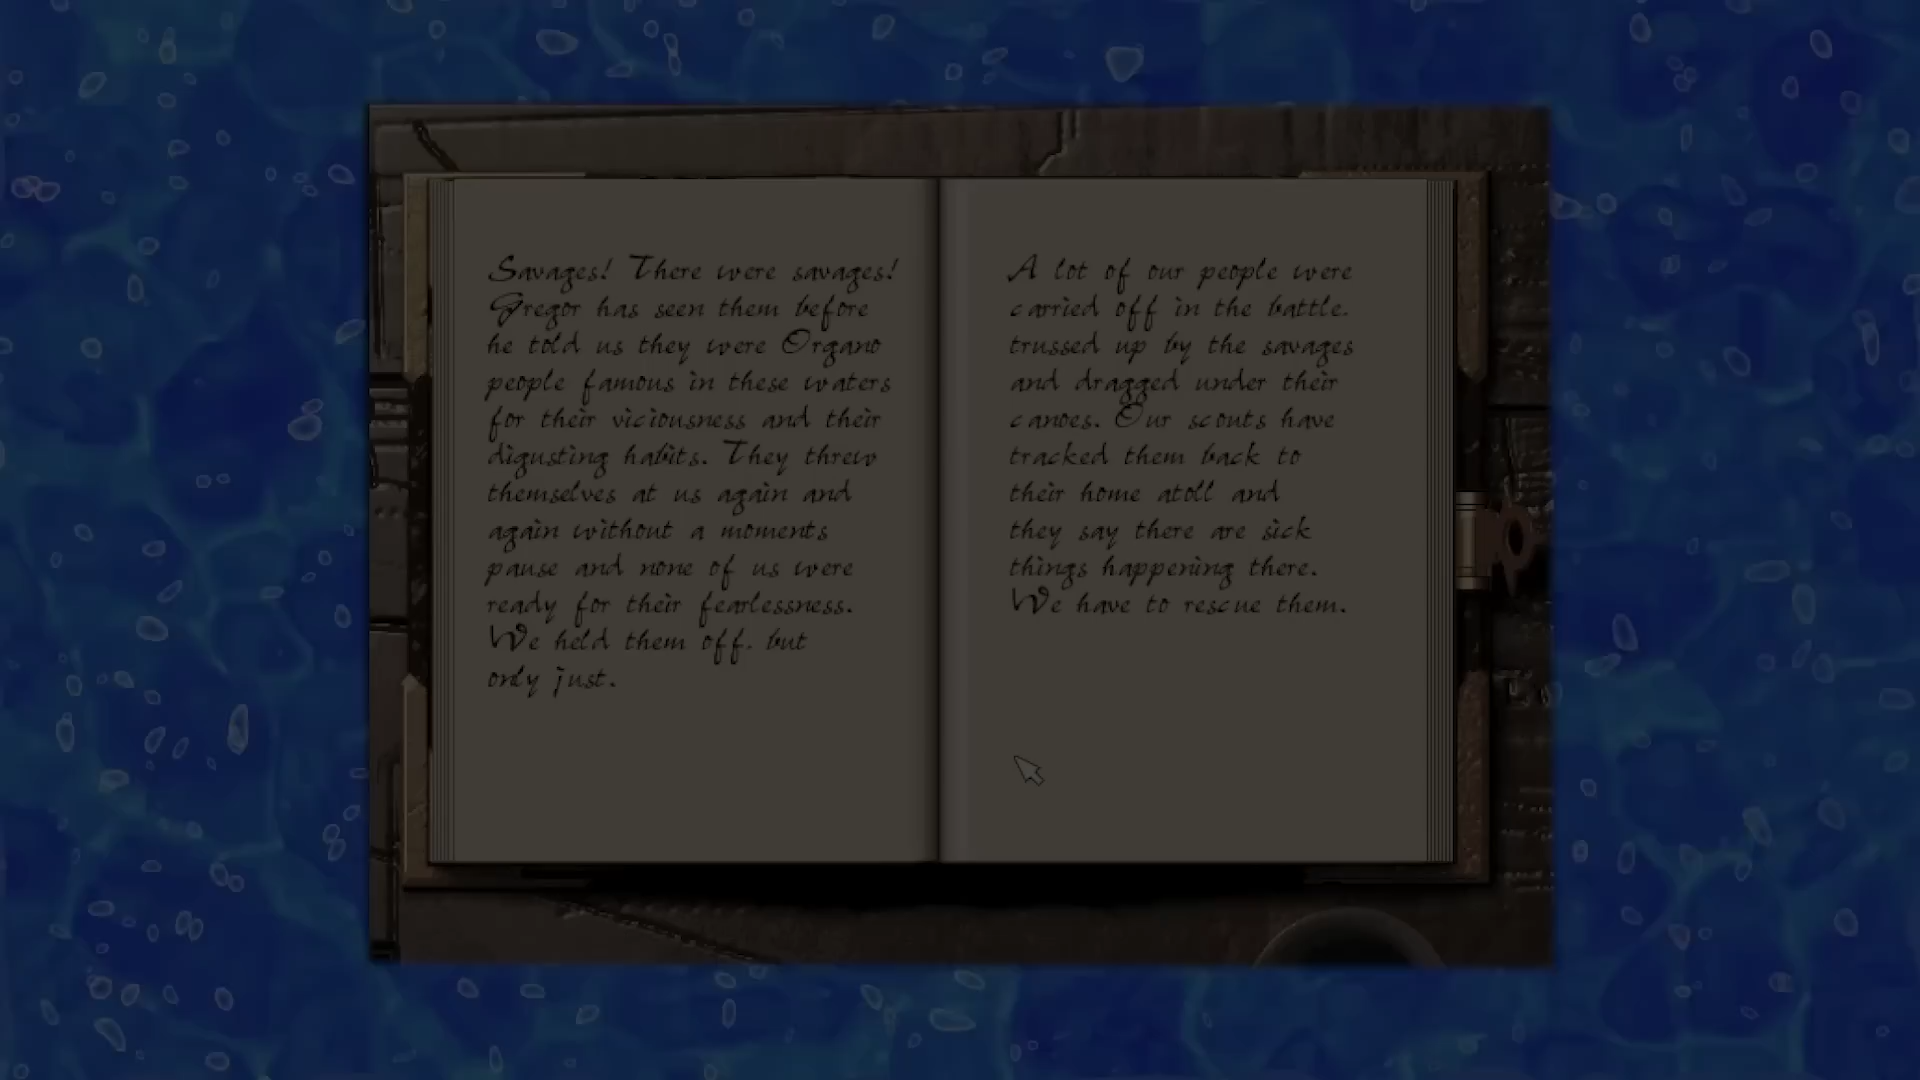 Savages! There were savages!
Gregor has seen them before
he told us they were Organo
people famous in these waters
for their viciousness and their
digusting habits. They threw
themselves at us again and
again without a moments
pause and none of us were
ready for their fearlessness.
We held them off, but
only just.
A lot of our people were
carried off in the battle,
trussed up by the savages
and dragged under their
canoes. Our scouts have
tracked them back to
their home atoll and
they say there are sick
things happening there.
We have to rescue them.